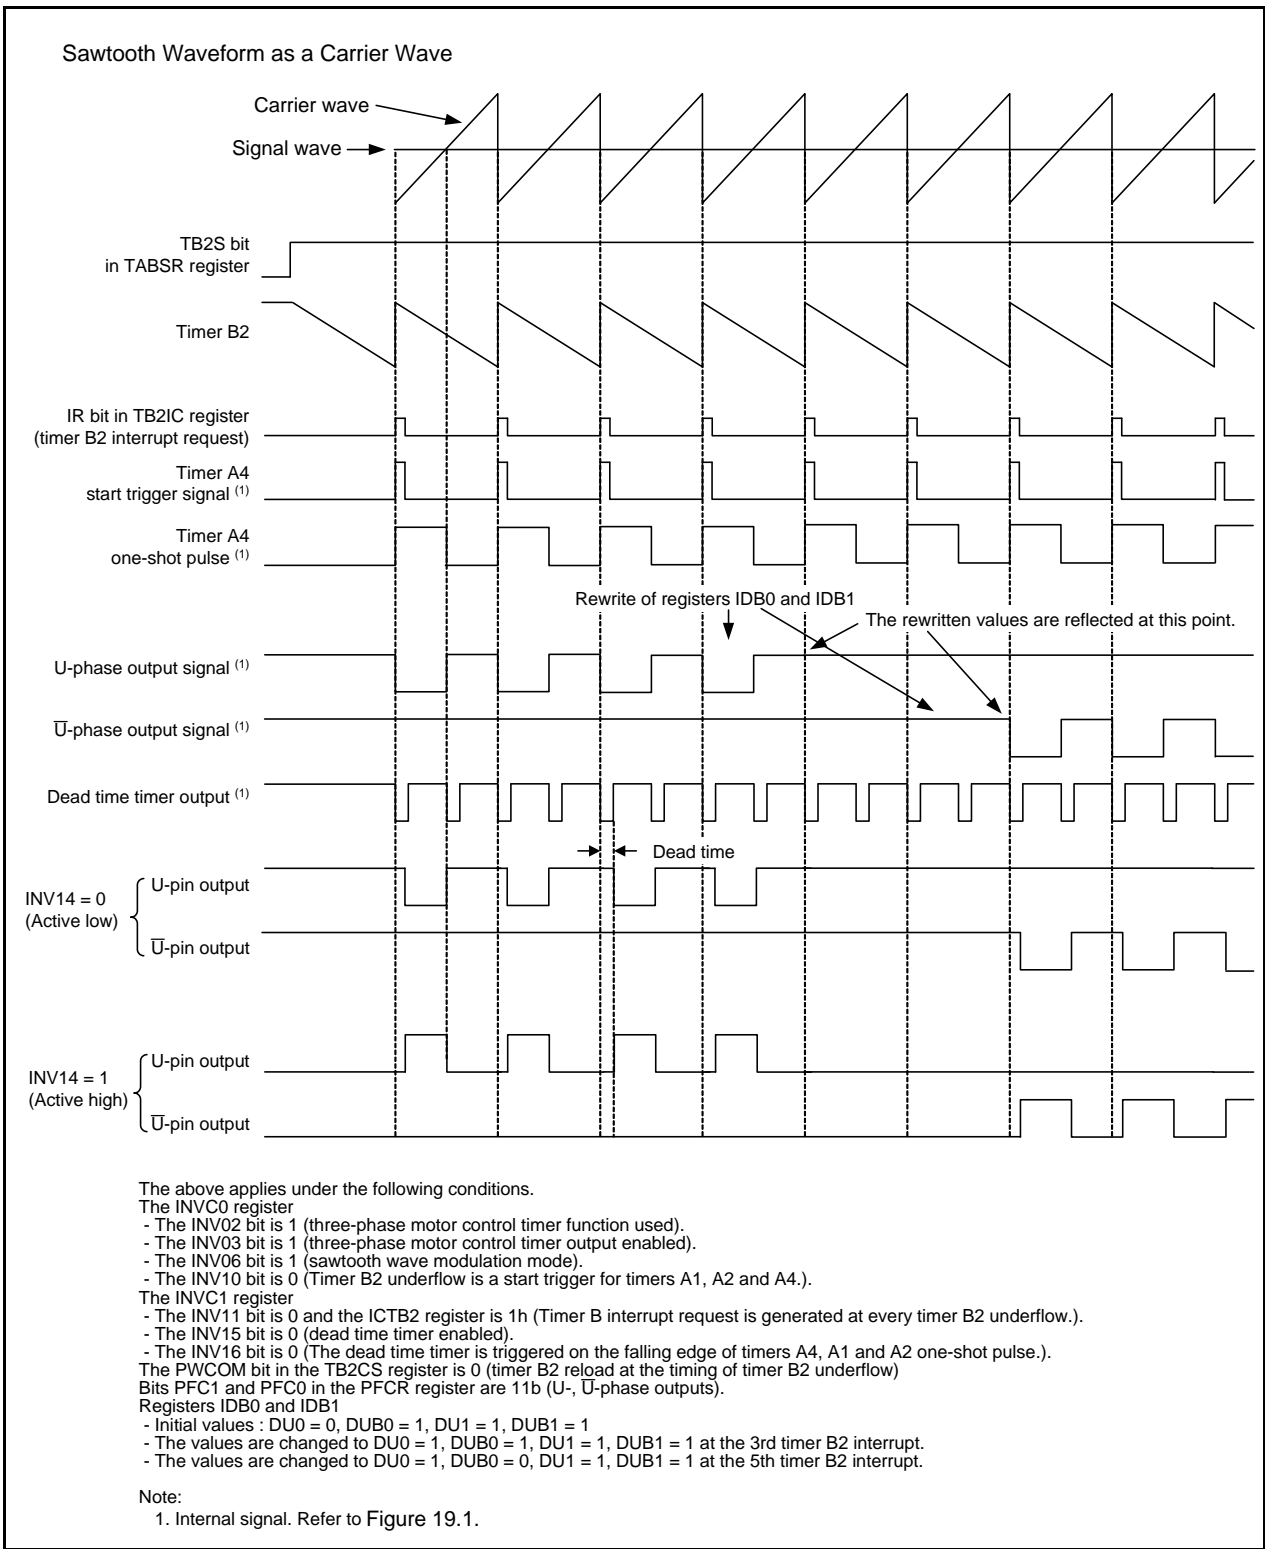 Sawtooth Waveform as a Carrier Wave
Carrier wave
Signal wave
TB2S bit
in TABSR register
Timer B2
IR bit in TB2IC register
(timer B2 interrupt request)
Timer A4
start trigger signal (1)
Timer A4
one-shot pulse (1)
Rewrite of registers IDB0 and IDB1
The rewritten values are reflected at this point.
U-phase output signal (1)
U̅-phase output signal (1)
Dead time timer output (1)
Dead time
INV14 = 0
(Active low)
U-pin output
U̅-pin output
INV14 = 1
(Active high)
U-pin output
U̅-pin output
The above applies under the following conditions.
The INVC0 register
- The INV02 bit is 1 (three-phase motor control timer function used).
- The INV03 bit is 1 (three-phase motor control timer output enabled).
- The INV06 bit is 1 (sawtooth wave modulation mode).
- The INV10 bit is 0 (Timer B2 underflow is a start trigger for timers A1, A2 and A4.).
The INVC1 register
- The INV11 bit is 0 and the ICTB2 register is 1h (Timer B interrupt request is generated at every timer B2 underflow.).
- The INV15 bit is 0 (dead time timer enabled).
- The INV16 bit is 0 (The dead time timer is triggered on the falling edge of timers A4, A1 and A2 one-shot pulse.).
The PWCOM bit in the TB2CS register is 0 (timer B2 reload at the timing of timer B2 underflow)
Bits PFC1 and PFC0 in the PFCR register are 11b (U-, U̅-phase outputs).
Registers IDB0 and IDB1
- Initial values : DU0 = 0, DUB0 = 1, DU1 = 1, DUB1 = 1
- The values are changed to DU0 = 1, DUB0 = 1, DU1 = 1, DUB1 = 1 at the 3rd timer B2 interrupt.
- The values are changed to DU0 = 1, DUB0 = 0, DU1 = 1, DUB1 = 1 at the 5th timer B2 interrupt.
Note:
1. Internal signal. Refer to Figure 19.1.